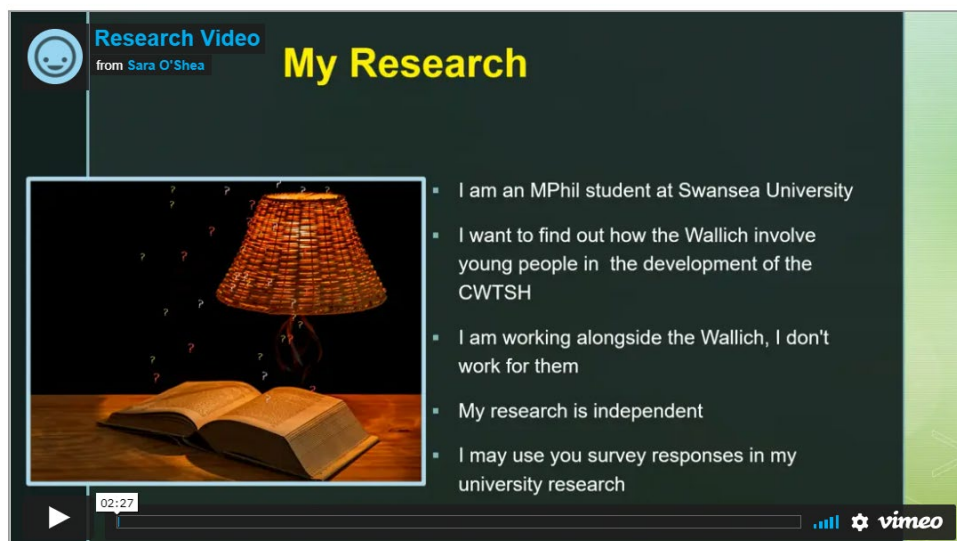 Research Video
from Sara O'Shea
My Research
I am an MPhil student at Swansea University
I want to find out how the Wallich involve
young people in the development of the
CWTSH
I am working alongside the Wallich, I don't
work for them
My research is independent
I may use you survey responses in my
university research
02:27
vimeo